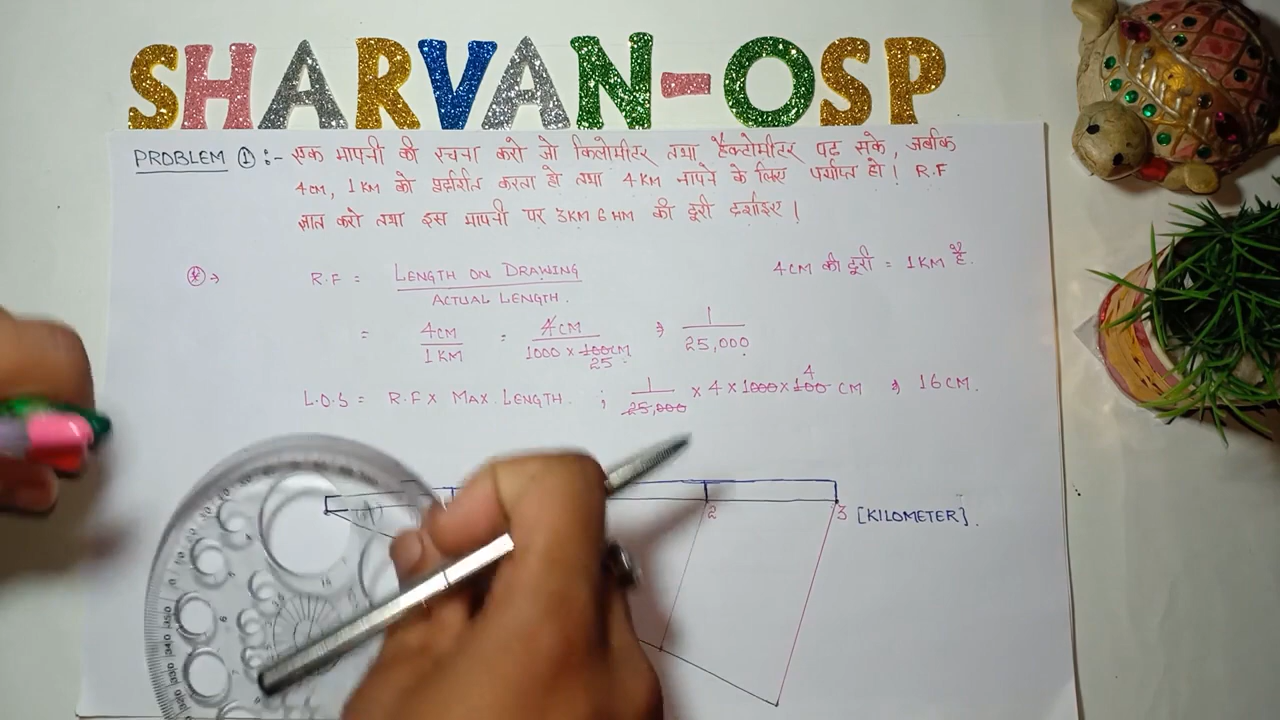 SHARVAN-OSP
PROBLEM ① :- एक मापनी की रचना करो जो किलोमीटर तथा हैक्टोमीटर पढ़ सके, जबकि
4CM, 1KM को प्रदर्शित करता हो तथा 4KM नापने के लिए पर्याप्त हो। R.F
ज्ञात करो तथा इस मापनी पर 3KM 6HM की दूरी दर्शाइए।
R.F = LENGTH ON DRAWING / ACTUAL LENGTH.
4CM की दूरी = 1KM है.
= 4CM / 1KM = 4CM / 1000 × 100CM 25 ⇒ 1 / 25,000
L.O.S = R.F × MAX. LENGTH. ; 1 / 25,000 × 4 × 1000 × 100 4 CM ⇒ 16CM.
2 3 [KILOMETER].